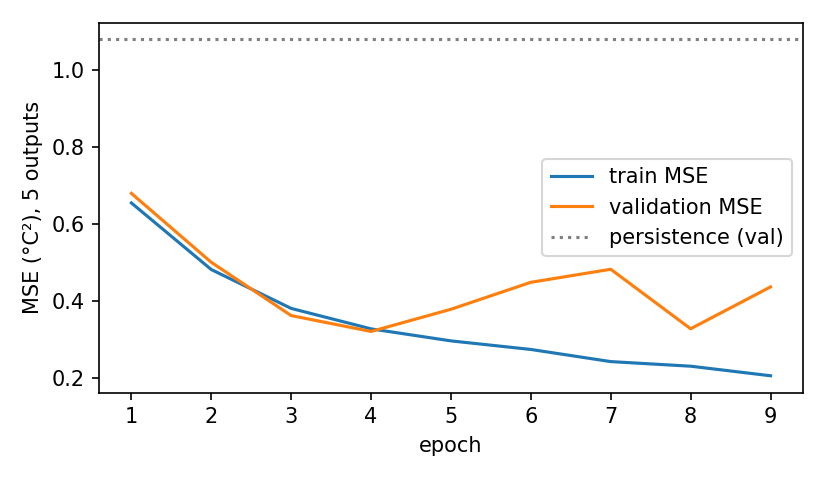 MSE (°C²), 5 outputs
1.0
0.8
0.6
0.4
0.2
train MSE
validation MSE
persistence (val)
1 2 3 4 5 6 7 8 9
epoch